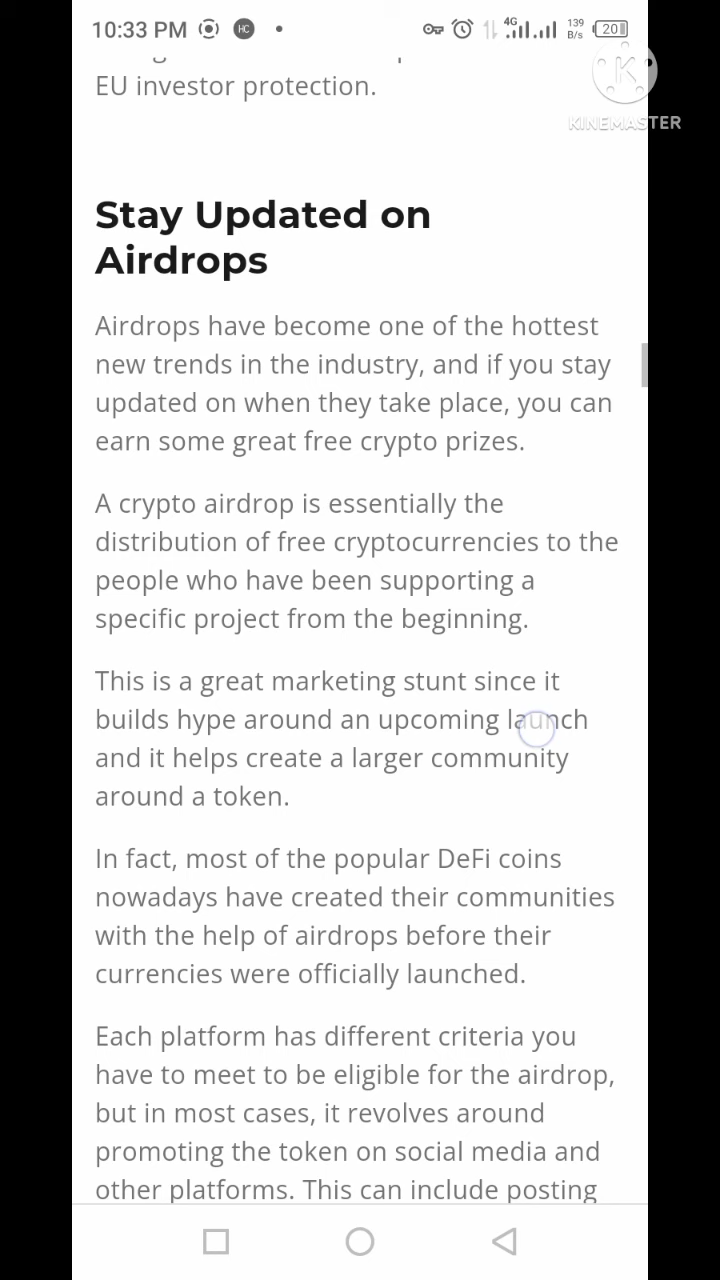 10:33 PM HC 4G 139 B/s 20
EU investor protection.
KINEMASTER
Stay Updated on
Airdrops
Airdrops have become one of the hottest
new trends in the industry, and if you stay
updated on when they take place, you can
earn some great free crypto prizes.
A crypto airdrop is essentially the
distribution of free cryptocurrencies to the
people who have been supporting a
specific project from the beginning.
This is a great marketing stunt since it
builds hype around an upcoming launch
and it helps create a larger community
around a token.
In fact, most of the popular DeFi coins
nowadays have created their communities
with the help of airdrops before their
currencies were officially launched.
Each platform has different criteria you
have to meet to be eligible for the airdrop,
but in most cases, it revolves around
promoting the token on social media and
other platforms. This can include posting